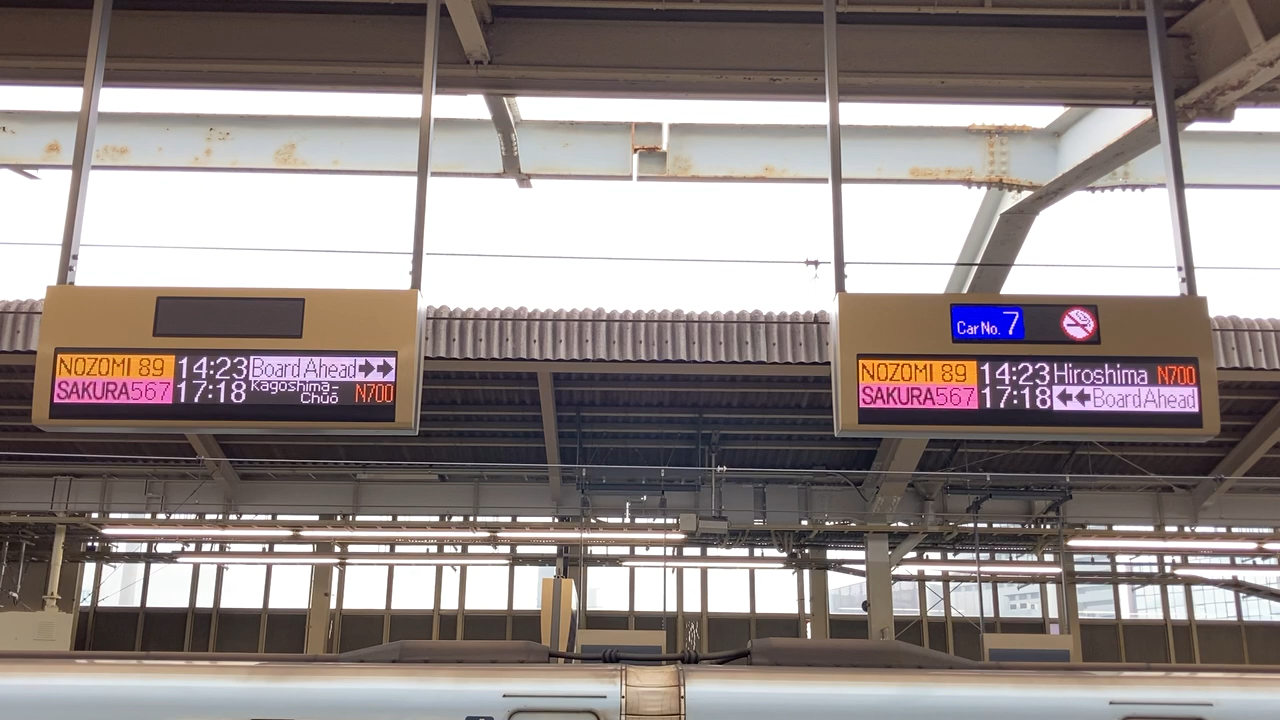 NOZOMI 89 14:23 Board Ahead →→
SAKURA567 17:18 Kagoshima-Chūō N700
Car No. 7
NOZOMI 89 14:23 Hiroshima N700
SAKURA567 17:18 ←← Board Ahead